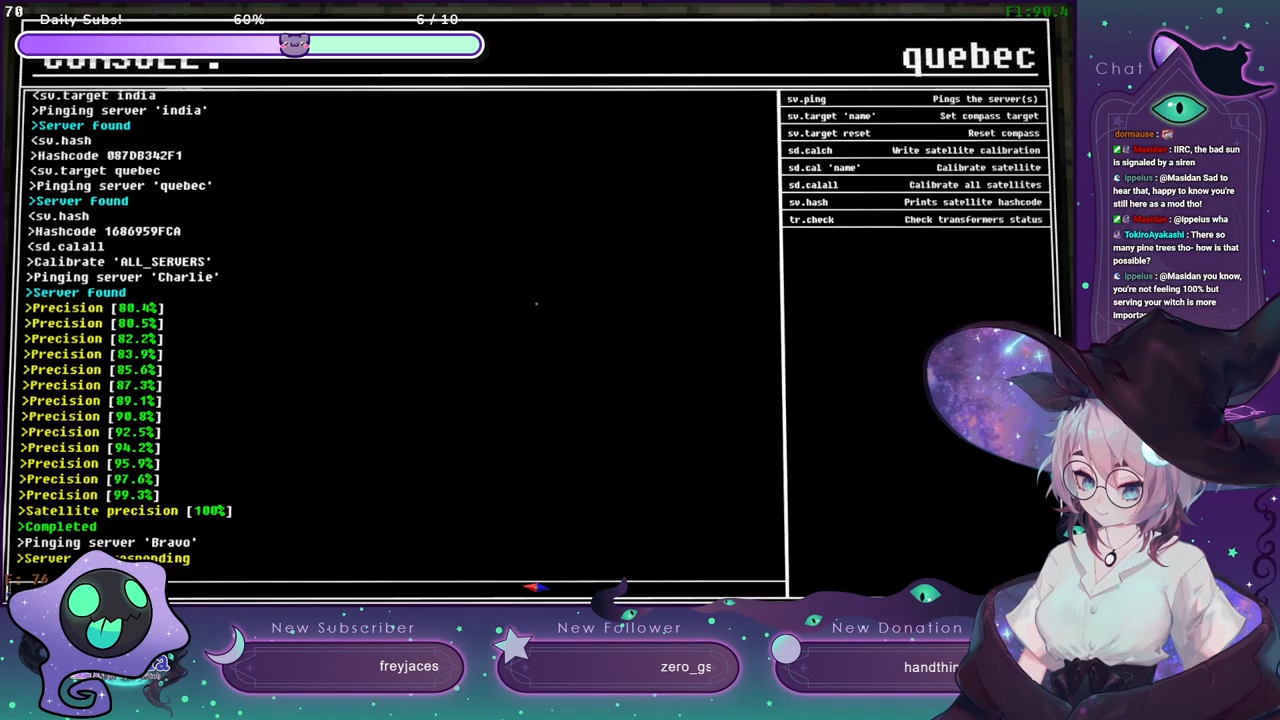 70
Daily Subs! 60% 6 / 10
F1:90.4
quebec
<sv.target india
>Pinging server 'india'
>Server Found
<sv.hash
>Hashcode 087DB342F1
<sv.target quebec
>Pinging server 'quebec'
>Server Found
<sv.hash
>Hashcode 1686959FCA
<sd.calall
>Calibrate 'ALL_SERVERS'
>Pinging server 'Charlie'
>Server Found
>Precision [80.4%]
>Precision [80.5%]
>Precision [82.2%]
>Precision [83.9%]
>Precision [85.6%]
>Precision [87.3%]
>Precision [89.1%]
>Precision [90.8%]
>Precision [92.5%]
>Precision [94.2%]
>Precision [95.9%]
>Precision [97.6%]
>Precision [99.3%]
>Satellite precision [100%]
>Completed
>Pinging server 'Bravo'
>Server
sv.ping Pings the server(s)
sv.target 'name' Set compass target
sv.target reset Reset compass
sd.calch Write satellite calibration
sd.cal 'name' Calibrate satellite
sd.calall Calibrate all satellites
sv.hash Prints satellite hashcode
tr.check Check transformers status
Chat
dormause :
Masidan : IIRC, the bad sun
is signaled by a siren
ippeius : @Masidan Sad to
hear that, happy to know you're
still here as a mod tho!
Masidan : @ippeius wha
TokiroAyakashi : There so
many pine trees tho- how is that
possible?
ippeius : @Masidan you know,
you're not feeling 100% but
serving your witch is more
New Subscriber
freyjaces
New Follower
zero_gs
New Donation
handthin